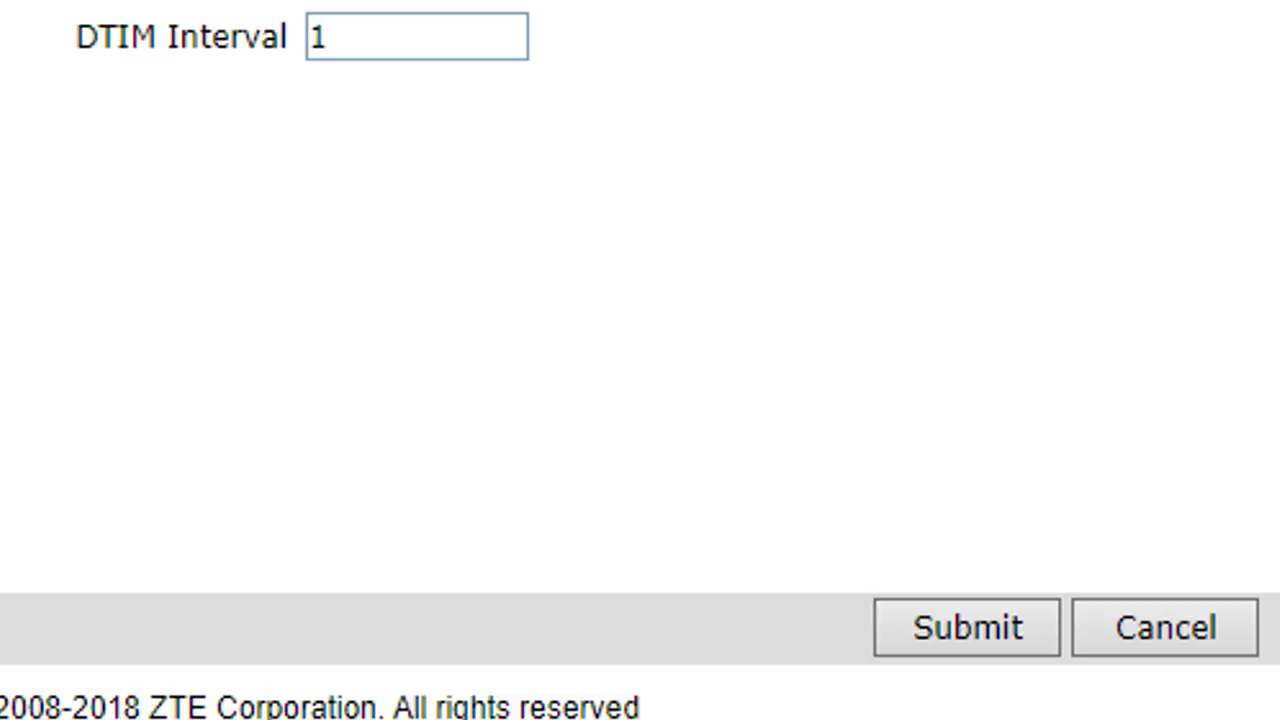 DTIM Interval 1
Submit Cancel
2008-2018 ZTE Corporation. All rights reserved